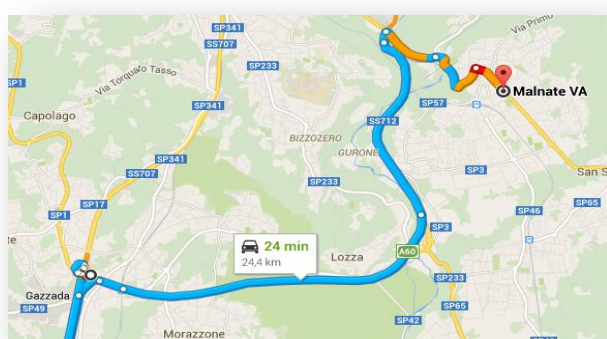 SP341
SS707
Via Primo
SP1
Via Torquato Tasso
SP233
SP341
Malnate VA
SP57
Capolago
SS712
BIZZOZERO
GURONE
SP341
SP3
SS707
SP233
San S
SP1
SP17
SP46
SP65
SP3
24 min
24,4 km
A60
Lozza
SP233
Gazzada
SP49
SP65
SP42
Morazzone